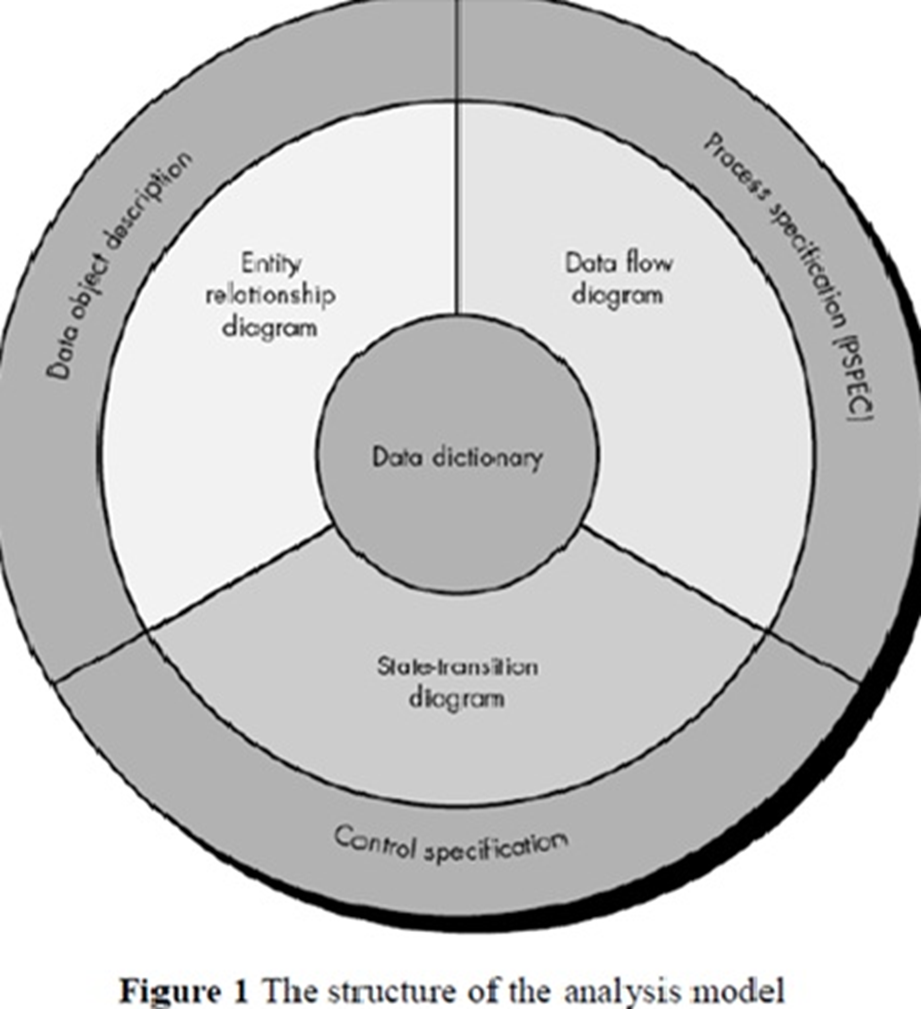 Data object description
Process specification (PSPEC)
Entity
relationship
diagram
Data flow
diagram
Data dictionary
State-transition
diagram
Control specification
Figure 1 The structure of the analysis model